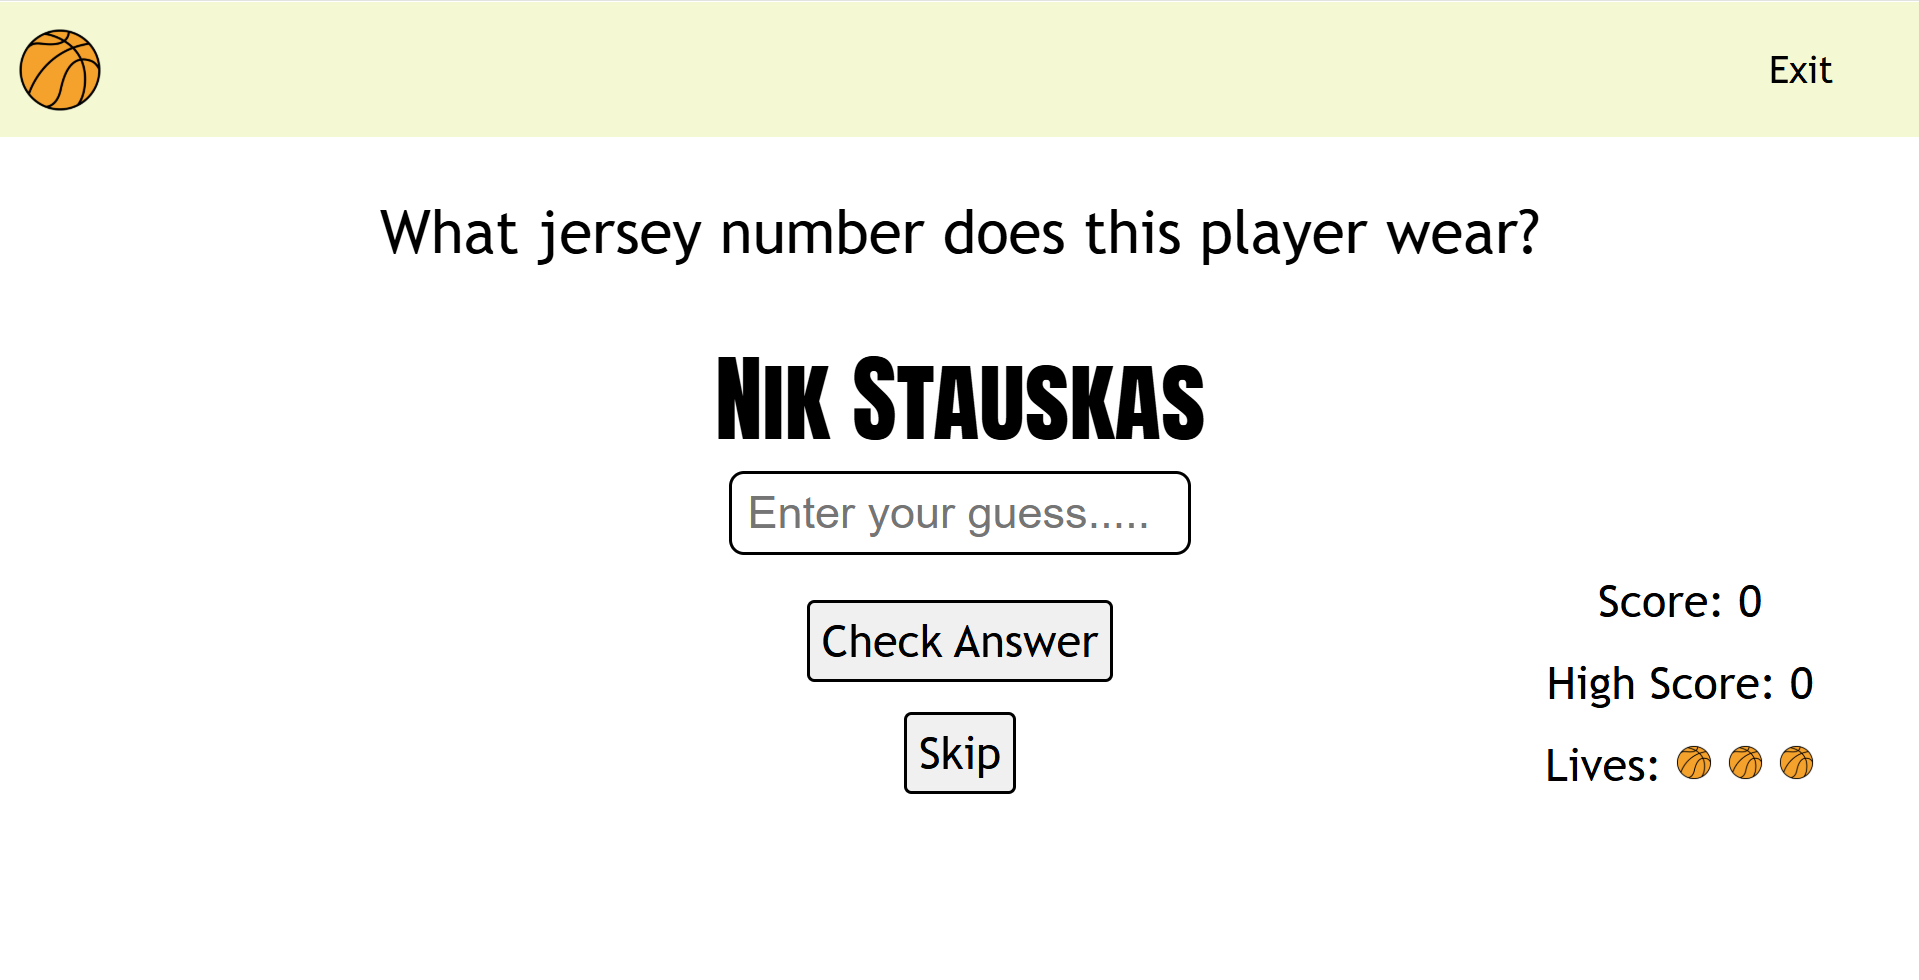 Exit
What jersey number does this player wear?
Nik Stauskas
Enter your guess.....
Check Answer
Skip
Score: 0
High Score: 0
Lives: